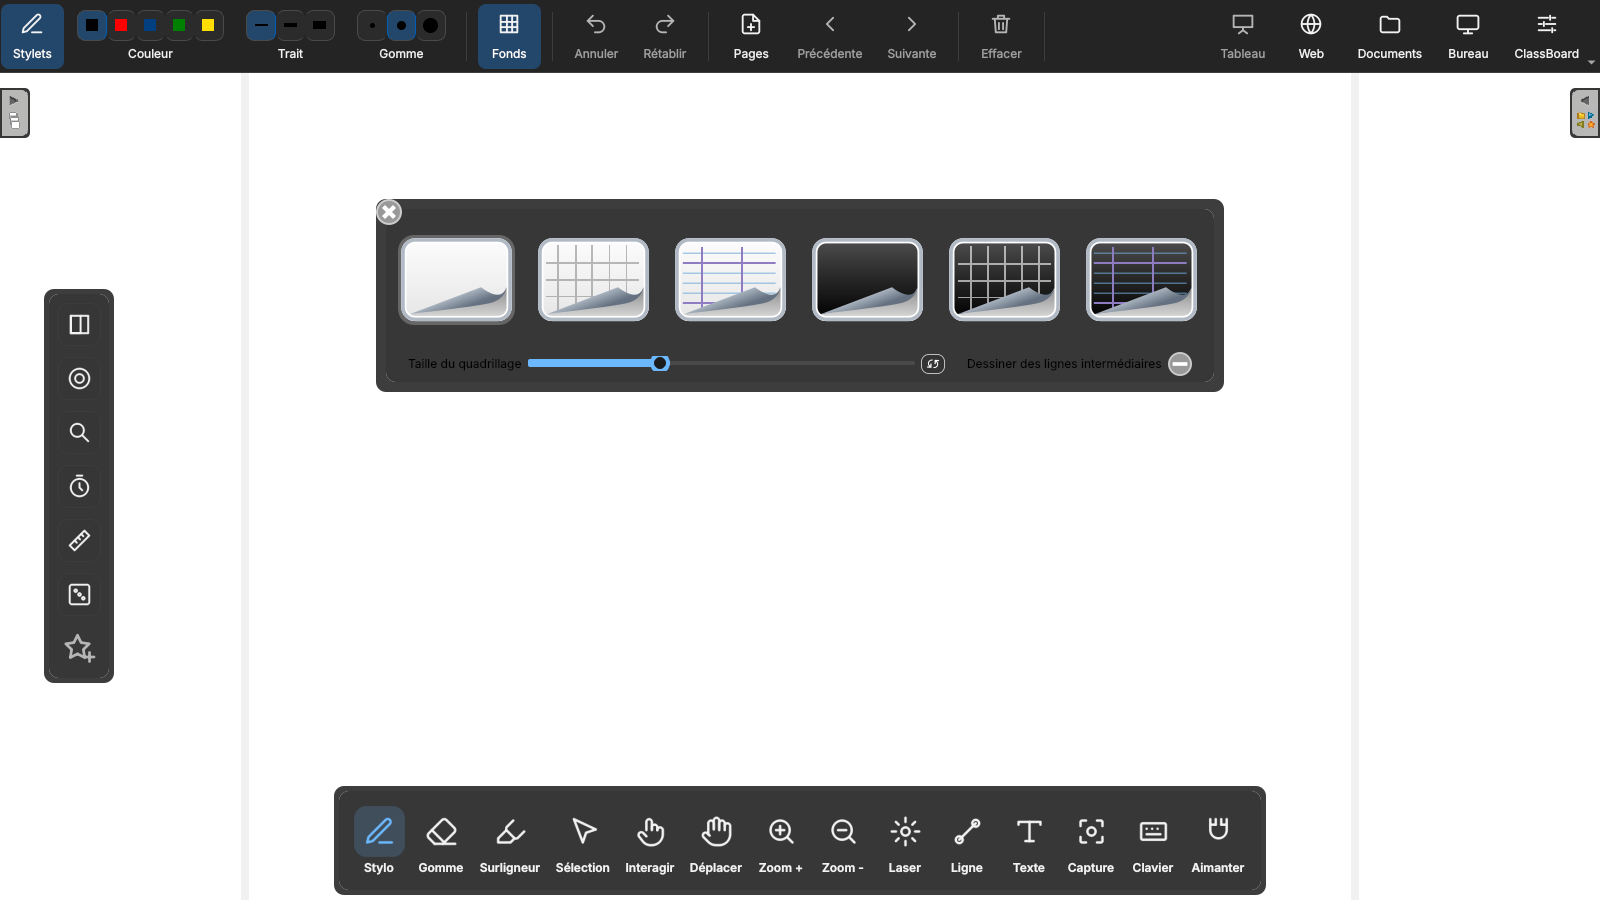 Stylets Couleur Trait Gomme Fonds Annuler Rétablir Pages Précédente Suivante Effacer Tableau Web Documents Bureau ClassBoard
Taille du quadrillage Dessiner des lignes intermédiaires
Stylo Gomme Surligneur Sélection Interagir Déplacer Zoom + Zoom - Laser Ligne Texte Capture Clavier Aimanter